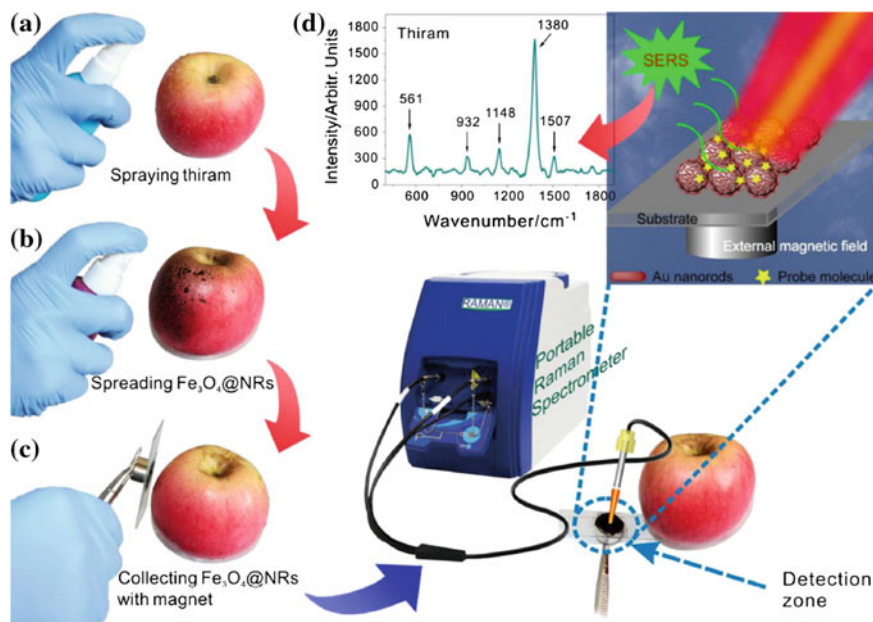 (a)
Spraying thiram
(b)
Spreading Fe₃O₄@NRs
(c)
Collecting Fe₃O₄@NRs
with magnet
(d)
Thiram
Intensity/Arbitr. Units
1800
1500
1200
900
600
300
561
932
1148
1380
1507
600
900
1200
1500
1800
Wavenumber/cm⁻¹
SERS
Substrate
External magnetic field
Au nanorods
Probe molecule
RAMAN®
Portable
Raman
Spectrometer
Detection
zone